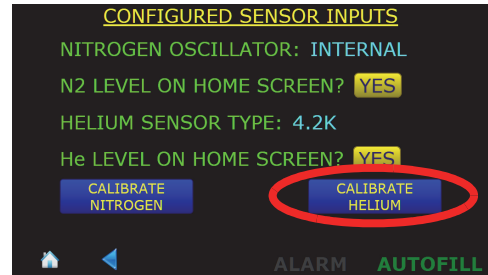 CONFIGURED SENSOR INPUTS
NITROGEN OSCILLATOR: INTERNAL
N2 LEVEL ON HOME SCREEN? YES
HELIUM SENSOR TYPE: 4.2K
He LEVEL ON HOME SCREEN? YES
CALIBRATE
NITROGEN
CALIBRATE
HELIUM
ALARM AUTOFILL